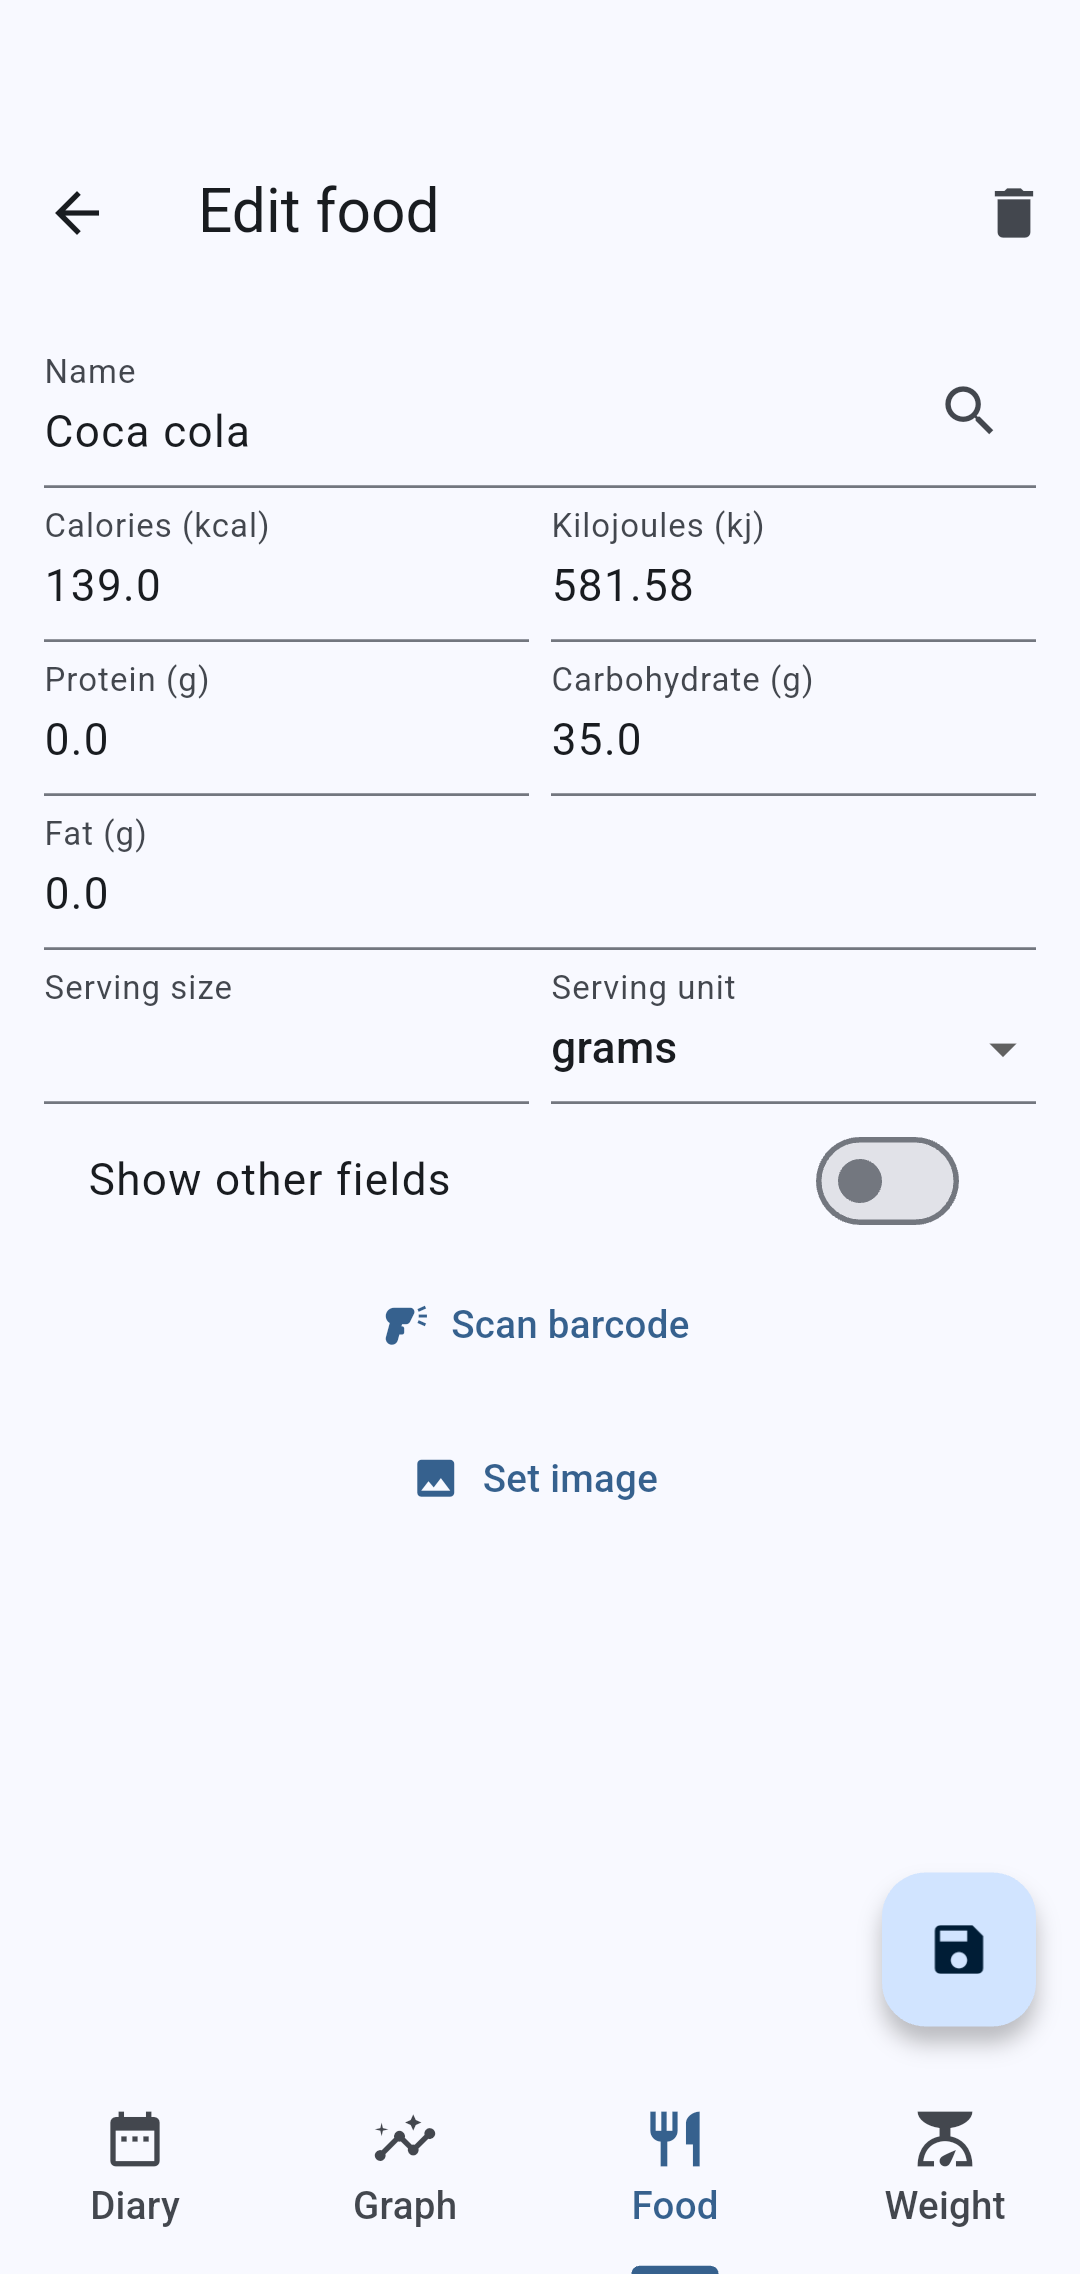 Edit food
Name
Coca cola
Calories (kcal)
Kilojoules (kj)
139.0
581.58
Protein (g)
Carbohydrate (g)
0.0
35.0
Fat (g)
0.0
Serving size
Serving unit
grams
Show other fields
Scan barcode
Set image
Diary
Graph
Food
Weight